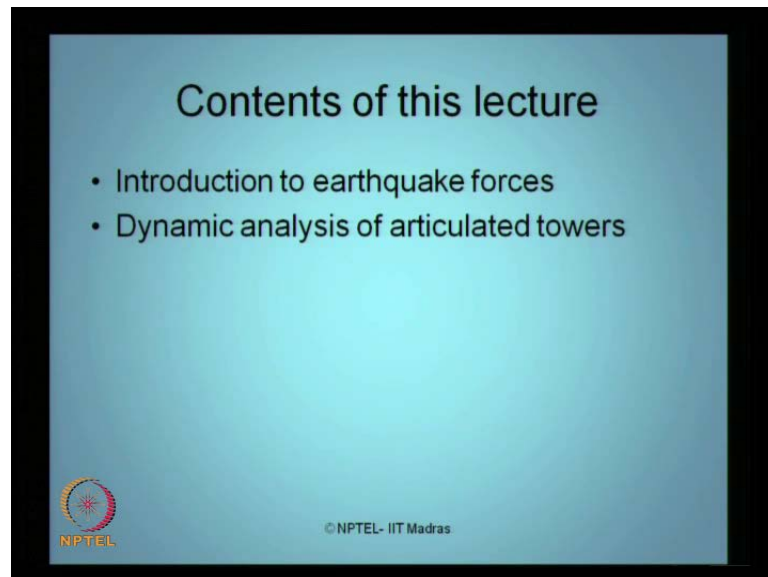 Contents of this lecture
• Introduction to earthquake forces
• Dynamic analysis of articulated towers
NPTEL
© NPTEL- IIT Madras